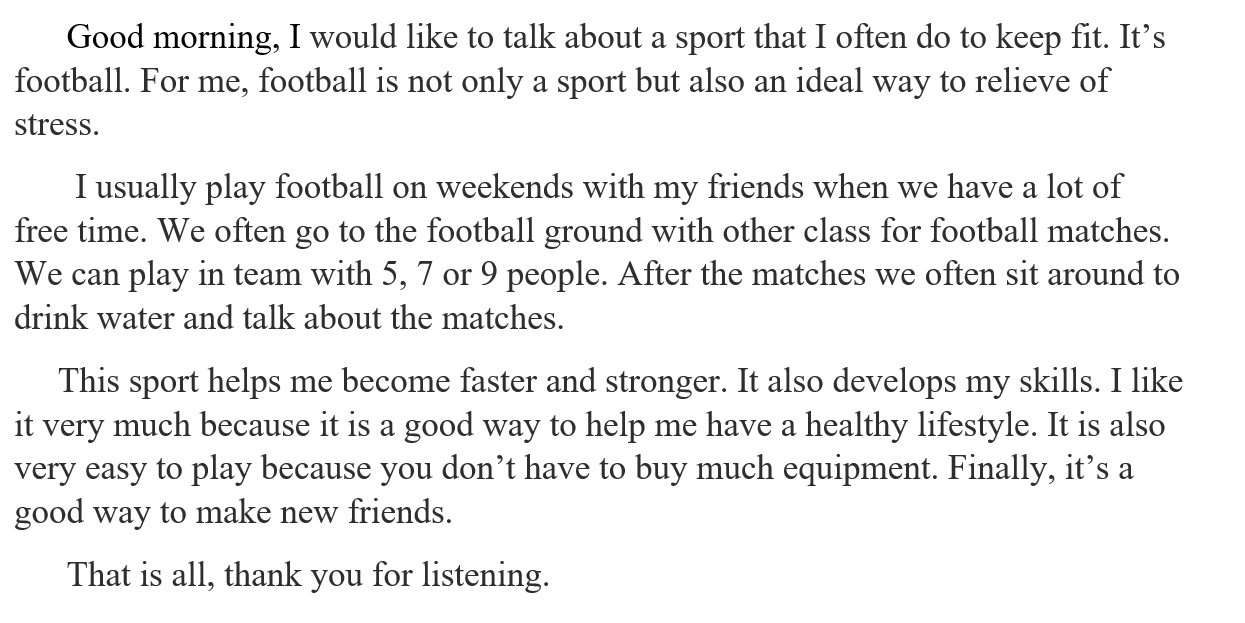 Good morning, I would like to talk about a sport that I often do to keep fit. It’s
football. For me, football is not only a sport but also an ideal way to relieve of
stress.
I usually play football on weekends with my friends when we have a lot of
free time. We often go to the football ground with other class for football matches.
We can play in team with 5, 7 or 9 people. After the matches we often sit around to
drink water and talk about the matches.
This sport helps me become faster and stronger. It also develops my skills. I like
it very much because it is a good way to help me have a healthy lifestyle. It is also
very easy to play because you don’t have to buy much equipment. Finally, it’s a
good way to make new friends.
That is all, thank you for listening.